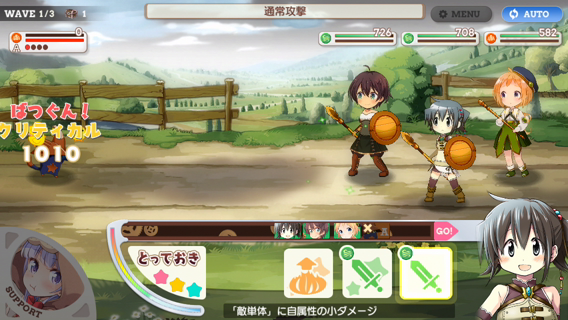 WAVE 1/3 1
通常攻撃
MENU
AUTO
0
A
726
708
582
ばつぐん!
クリティカル
1010
GO!
とっておき
SUPPORT
「敵単体」に自属性の小ダメージ